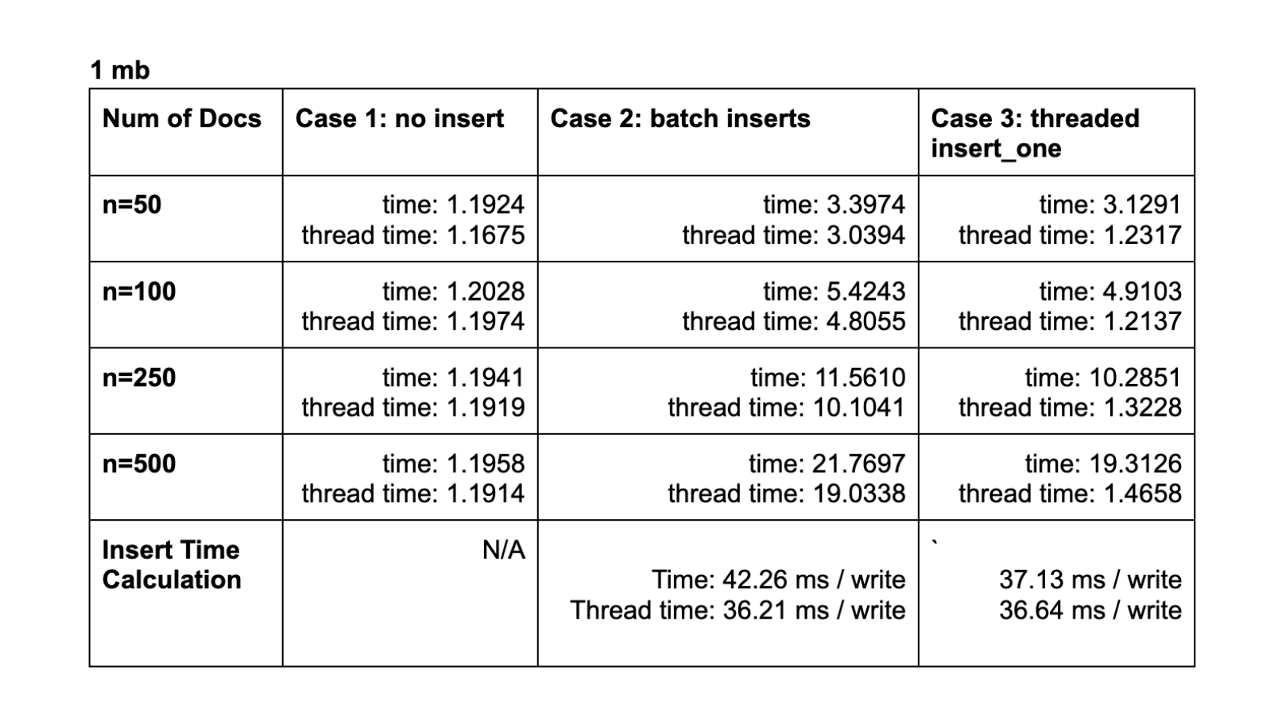 1 mb
Num of Docs
Case 1: no insert
Case 2: batch inserts
Case 3: threaded
insert_one
n=50
time: 1.1924
thread time: 1.1675
time: 3.3974
thread time: 3.0394
time: 3.1291
thread time: 1.2317
n=100
time: 1.2028
thread time: 1.1974
time: 5.4243
thread time: 4.8055
time: 4.9103
thread time: 1.2137
n=250
time: 1.1941
thread time: 1.1919
time: 11.5610
thread time: 10.1041
time: 10.2851
thread time: 1.3228
n=500
time: 1.1958
thread time: 1.1914
time: 21.7697
thread time: 19.0338
time: 19.3126
thread time: 1.4658
Insert Time
Calculation
N/A
Time: 42.26 ms / write
Thread time: 36.21 ms / write
`
37.13 ms / write
36.64 ms / write